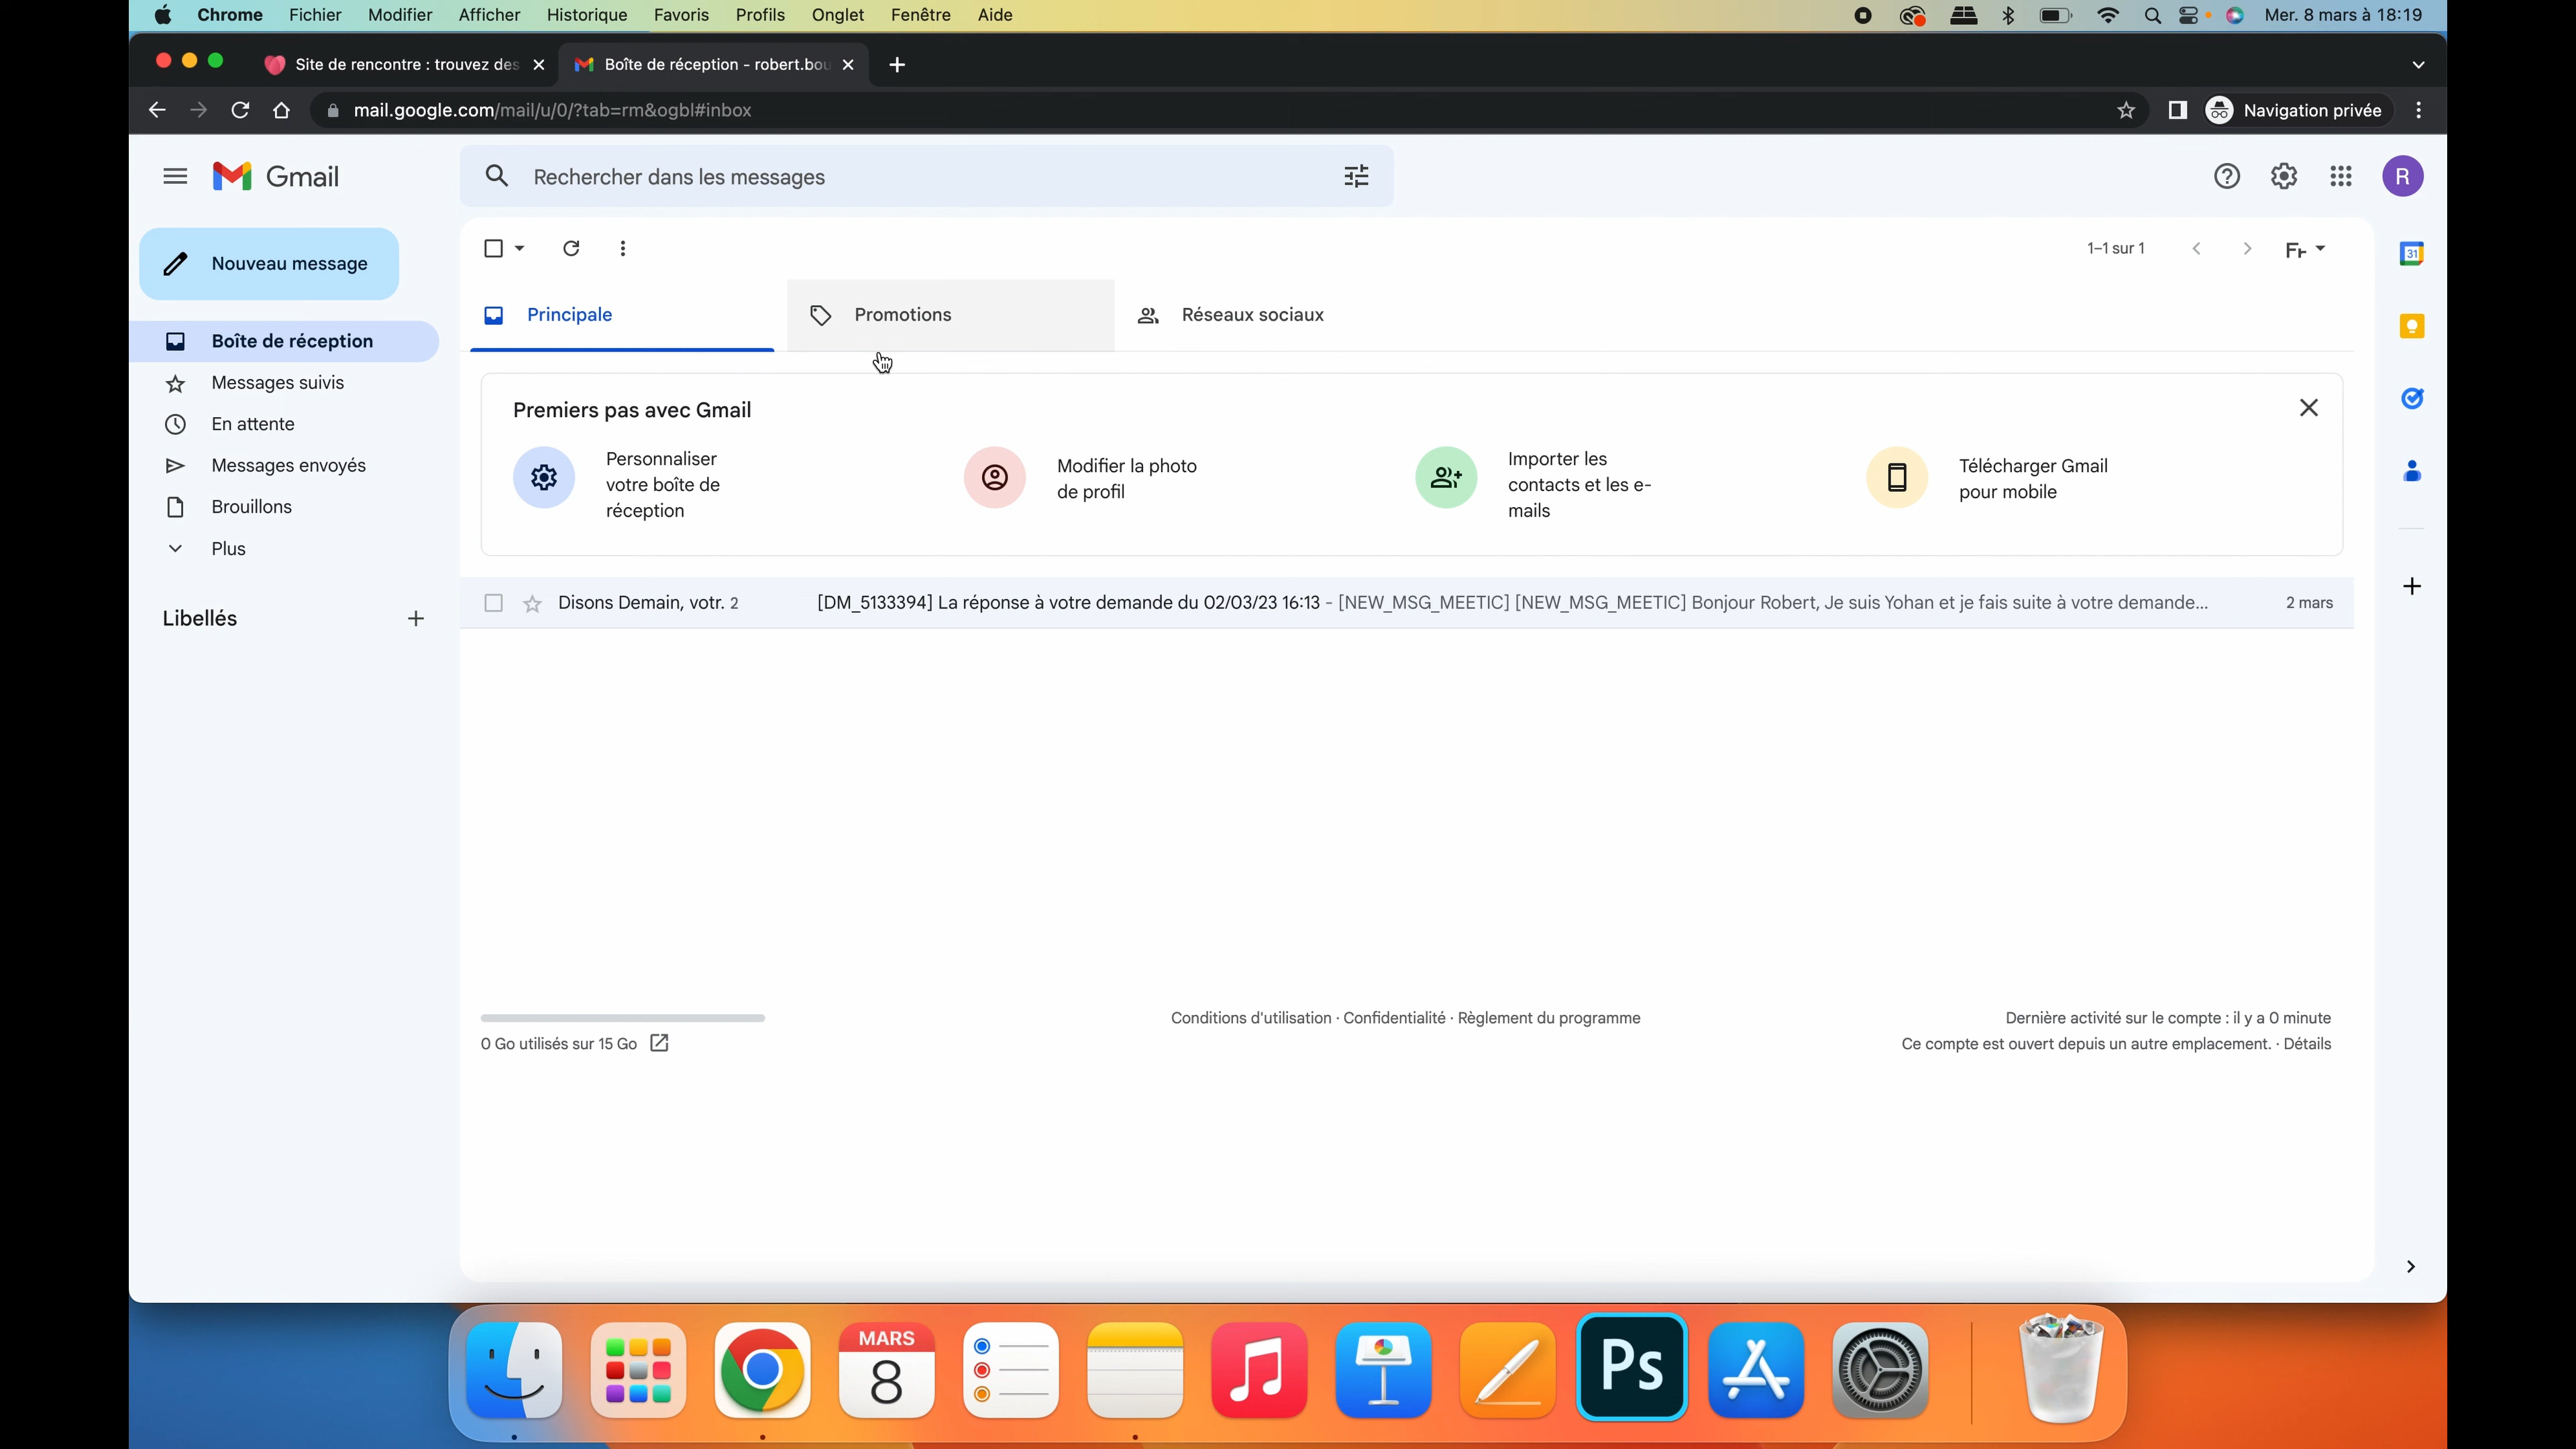 Chrome Fichier Modifier Afficher Historique Favoris Profils Onglet Fenêtre Aide Mer. 8 mars à 18:19
Site de rencontre : trouvez des Boîte de réception - robert.bou
mail.google.com/mail/u/0/?tab=rm&ogbl#inbox Navigation privée
Gmail Rechercher dans les messages R
Nouveau message
1–1 sur 1
31
Principale Promotions Réseaux sociaux
Boîte de réception
Messages suivis
En attente
Messages envoyés
Brouillons
Plus
Libellés
Premiers pas avec Gmail
Personnaliser
votre boîte de
réception
Modifier la photo
de profil
Importer les
contacts et les e-
mails
Télécharger Gmail
pour mobile
Disons Demain, votr. 2 [DM_5133394] La réponse à votre demande du 02/03/23 16:13 - [NEW_MSG_MEETIC] [NEW_MSG_MEETIC] Bonjour Robert, Je suis Yohan et je fais suite à votre demande... 2 mars
0 Go utilisés sur 15 Go
Conditions d'utilisation · Confidentialité · Règlement du programme
Dernière activité sur le compte : il y a 0 minute
Ce compte est ouvert depuis un autre emplacement. · Détails
MARS
8
Ps